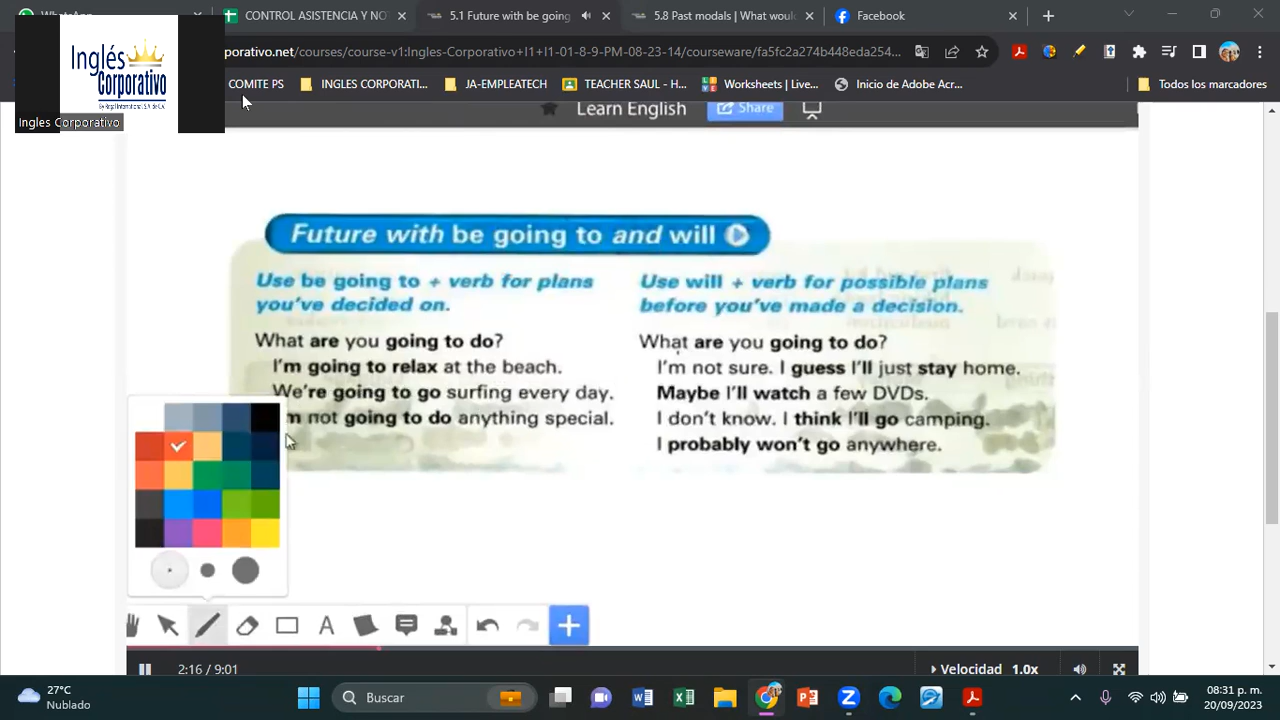 CONTROL ASISTENCIA Y NO
5.1 Future with be going
5.8 Past modals | What would
Facebook
Inglés
Corporativo
By Regal International, S.A. de C.V.
Ingles Corporativo
porativo.net/courses/course-v1:Ingles-Corporativo+I1+I1-S-7-9-PM-08-23-14/courseware/fa5
COMITE PS
INGLES CORPORATIVO
JA-EMPLEATECH
TEACHER SAUL - U...
Worksheets | Live...
Inicio de Adobe Acr...
Learn English
Share
Future with be going to and will
Use be going to + verb for plans
you've decided on.
What are you going to do?
I'm going to relax at the beach.
We're going to go surfing every day.
m not going to do anything special.
Use will + verb for possible plans
before you've made a decision.
What are you going to do?
I'm not sure. I guess I'll just stay home.
Maybe I'll watch a few DVDs.
I don't know. I think I'll go camping.
I probably won't go anywhere.
A
2:16 / 9:01
Velocidad 1.0x
27°C
Nublado
Buscar
08:31 p. m.
20/09/2023